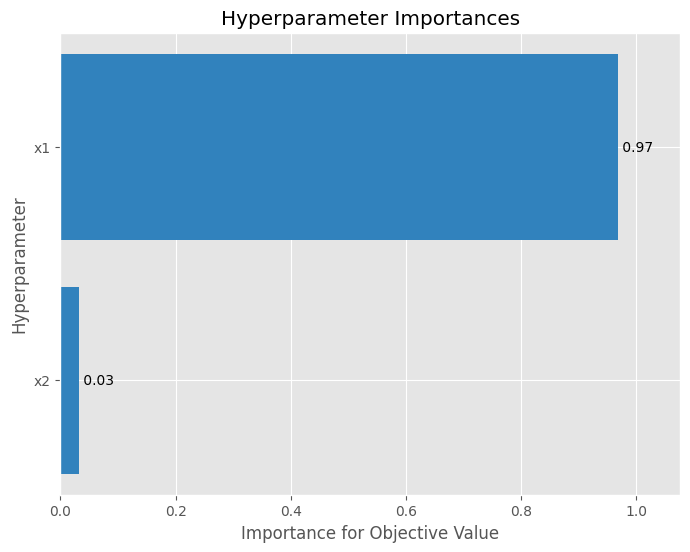 Hyperparameter Importances
Hyperparameter
x1
0.97
x2
0.03
0.0 0.2 0.4 0.6 0.8 1.0
Importance for Objective Value